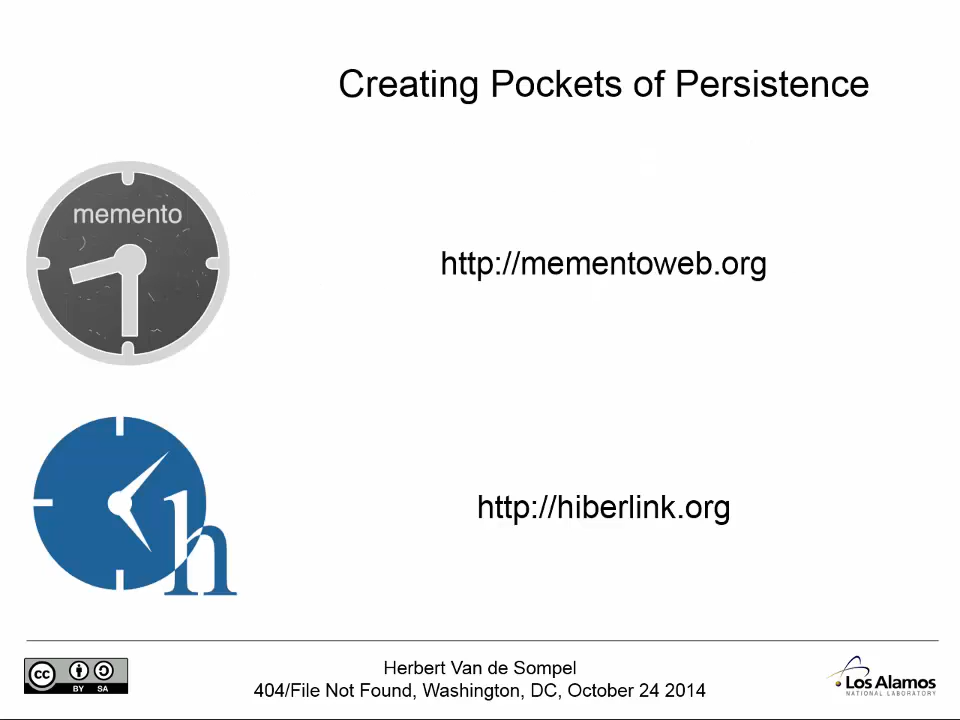 Creating Pockets of Persistence
memento
http://mementoweb.org
h
http://hiberlink.org
cc
BY SA
Herbert Van de Sompel
404/File Not Found, Washington, DC, October 24 2014
Los Alamos
NATIONAL LABORATORY